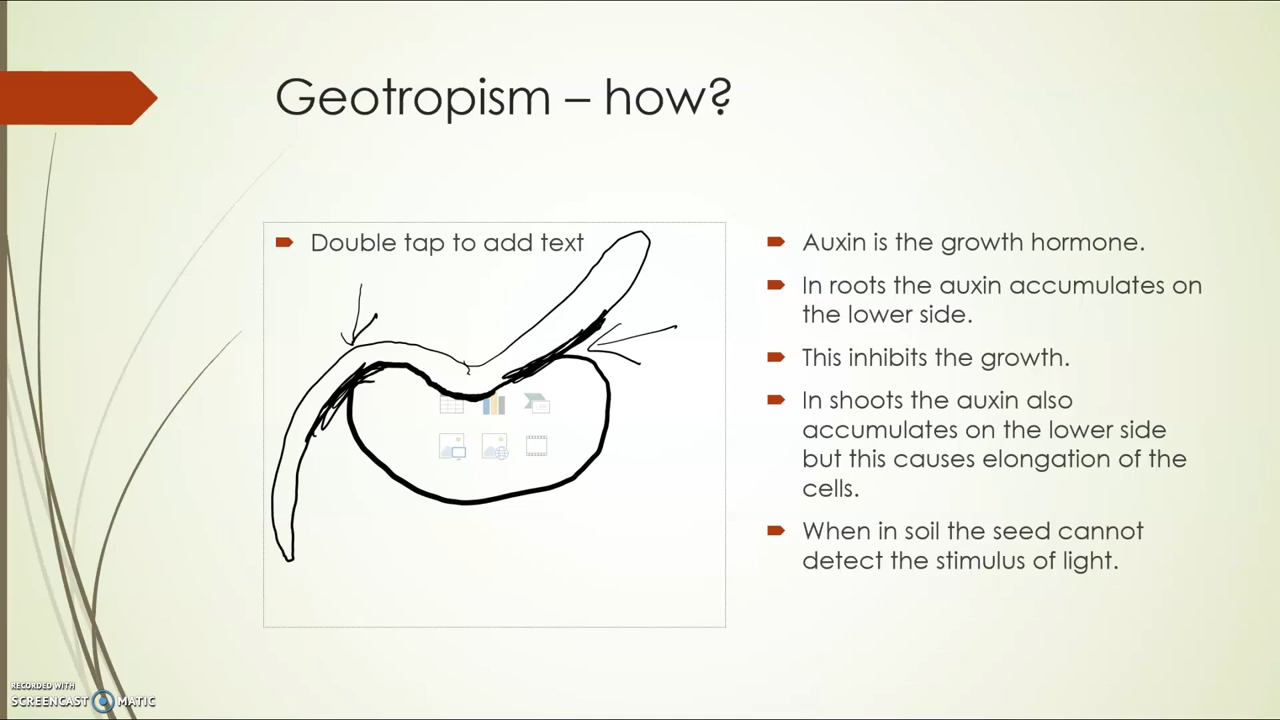 Geotropism – how?
Double tap to add text
Auxin is the growth hormone.
In roots the auxin accumulates on
the lower side.
This inhibits the growth.
In shoots the auxin also
accumulates on the lower side
but this causes elongation of the
cells.
When in soil the seed cannot
detect the stimulus of light.
RECORDED WITH
SCREENCAST MATIC